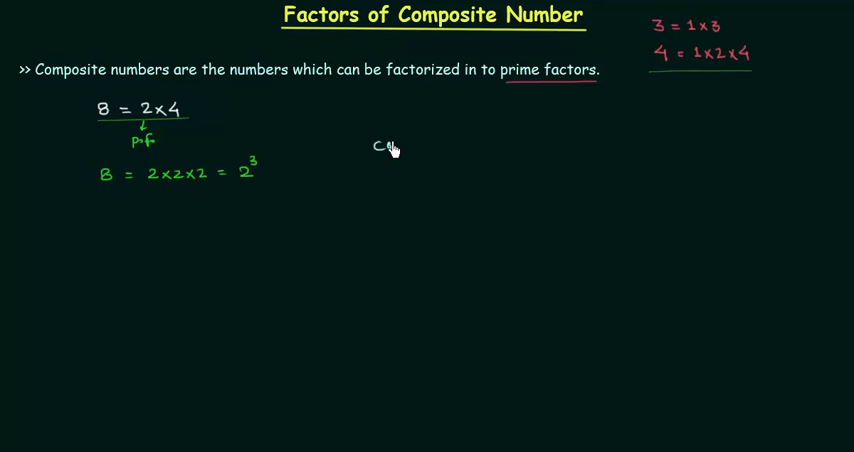 Factors of Composite Number
3 = 1 × 3
4 = 1 × 2 × 4
>> Composite numbers are the numbers which can be factorized in to prime factors.
8 = 2 × 4
p.f.
8 = 2 × 2 × 2 = 2³